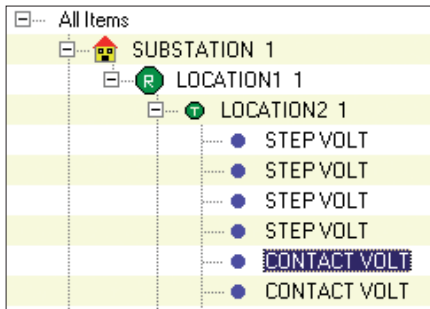 All Items
SUBSTATION 1
R LOCATION1 1
T LOCATION2 1
STEP VOLT
STEP VOLT
STEP VOLT
STEP VOLT
CONTACT VOLT
CONTACT VOLT